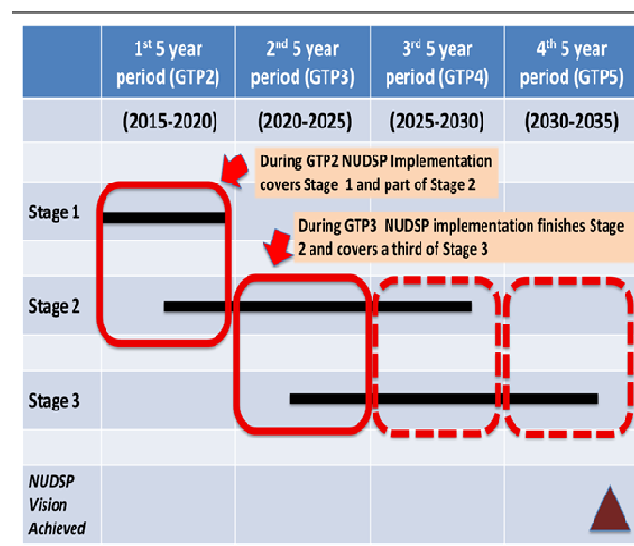 1st 5 year
period (GTP2)
2nd 5 year
period (GTP3)
3rd 5 year
period (GTP4)
4th 5 year
period (GTP5)
(2015-2020)
(2020-2025)
(2025-2030)
(2030-2035)
During GTP2 NUDSP Implementation
covers Stage 1 and part of Stage 2
Stage 1
During GTP3 NUDSP implementation finishes Stage
2 and covers a third of Stage 3
Stage 2
Stage 3
NUDSP
Vision
Achieved